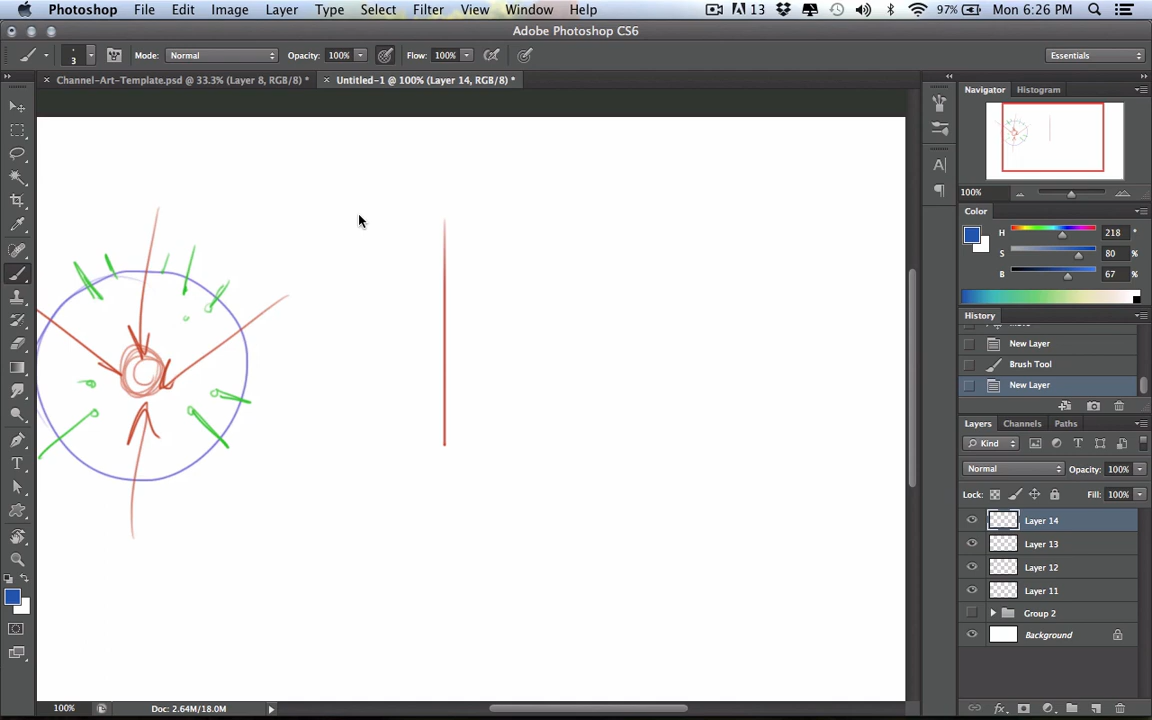 Photoshop File Edit Image Layer Type Select Filter View Window Help 13 97% Mon 6:26 PM
Adobe Photoshop CS6
3 Mode: Normal Opacity: 100% Flow: 100% Essentials
× Channel-Art-Template.psd @ 33.3% (Layer 8, RGB/8) * × Untitled-1 @ 100% (Layer 14, RGB/8) *
Navigator Histogram
100%
Color
H 218 °
S 80 %
B 67 %
History
New Layer
Brush Tool
New Layer
Layers Channels Paths
Kind
Normal Opacity: 100%
Lock: Fill: 100%
Layer 14
Layer 13
Layer 12
Layer 11
Group 2
Background
100% Doc: 2.64M/18.0M